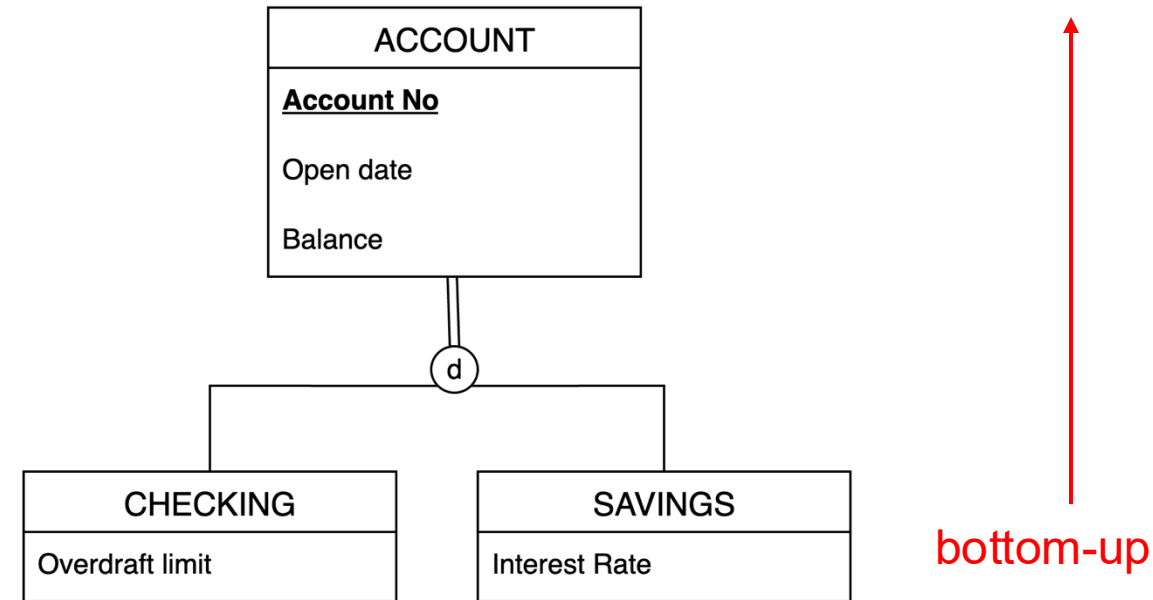 ACCOUNT
Account No
Open date
Balance
d
CHECKING
SAVINGS
Overdraft limit
Interest Rate
bottom-up